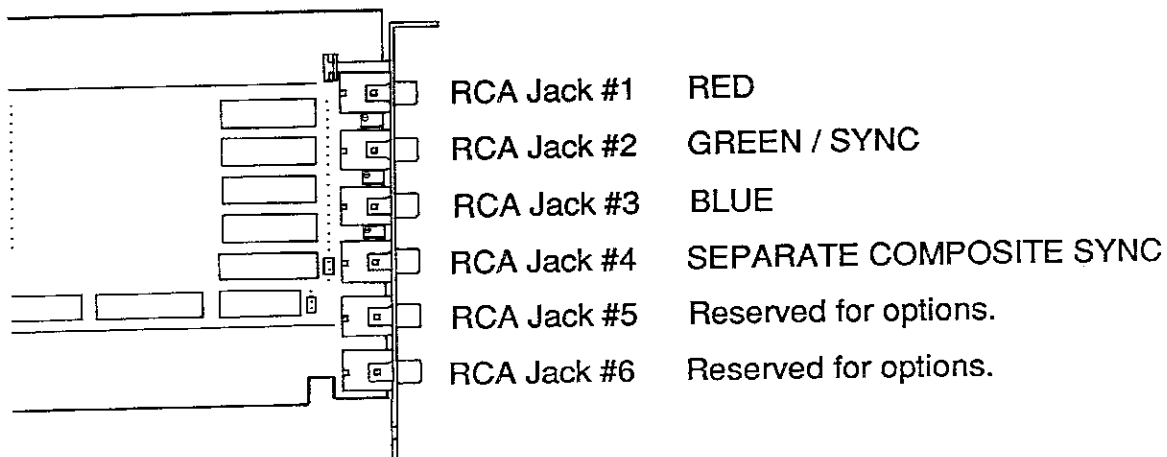 RCA Jack #1 RED
RCA Jack #2 GREEN / SYNC
RCA Jack #3 BLUE
RCA Jack #4 SEPARATE COMPOSITE SYNC
RCA Jack #5 Reserved for options.
RCA Jack #6 Reserved for options.